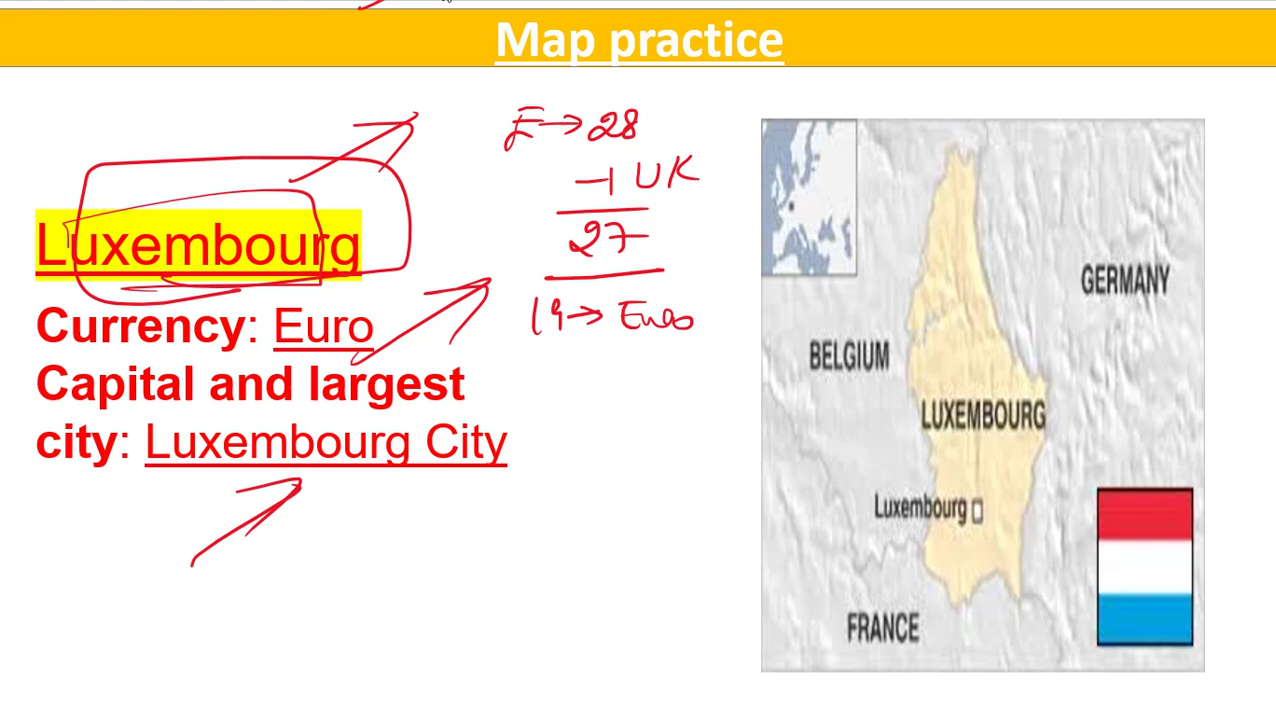 Map practice
Luxembourg
Currency: Euro
Capital and largest
city: Luxembourg City
E→28
-1 UK
27
19→ Euro
GERMANY
BELGIUM
LUXEMBOURG
Luxembourg
FRANCE